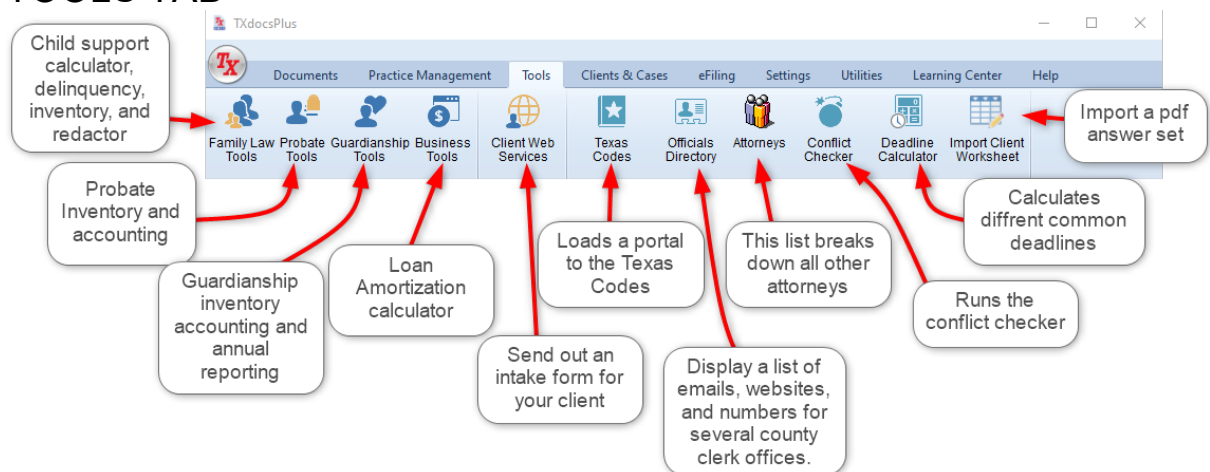 TOOLS TAB
TXdocsPlus
TX
Documents Practice Management Tools Clients & Cases eFiling Settings Utilities Learning Center Help
Family Law
Tools
Probate
Tools
Guardianship
Tools
Business
Tools
Client Web
Services
Texas
Codes
Officials
Directory
Attorneys
Conflict
Checker
Deadline
Calculator
Import Client
Worksheet
Child support
calculator,
delinquency,
inventory, and
redactor
Import a pdf
answer set
Probate
Inventory and
accounting
Guardianship
inventory
accounting and
annual
reporting
Loan
Amortization
calculator
Send out an
intake form for
your client
Loads a portal
to the Texas
Codes
Display a list of
emails, websites,
and numbers for
several county
clerk offices.
This list breaks
down all other
attorneys
Runs the
conflict checker
Calculates
diffrent common
deadlines